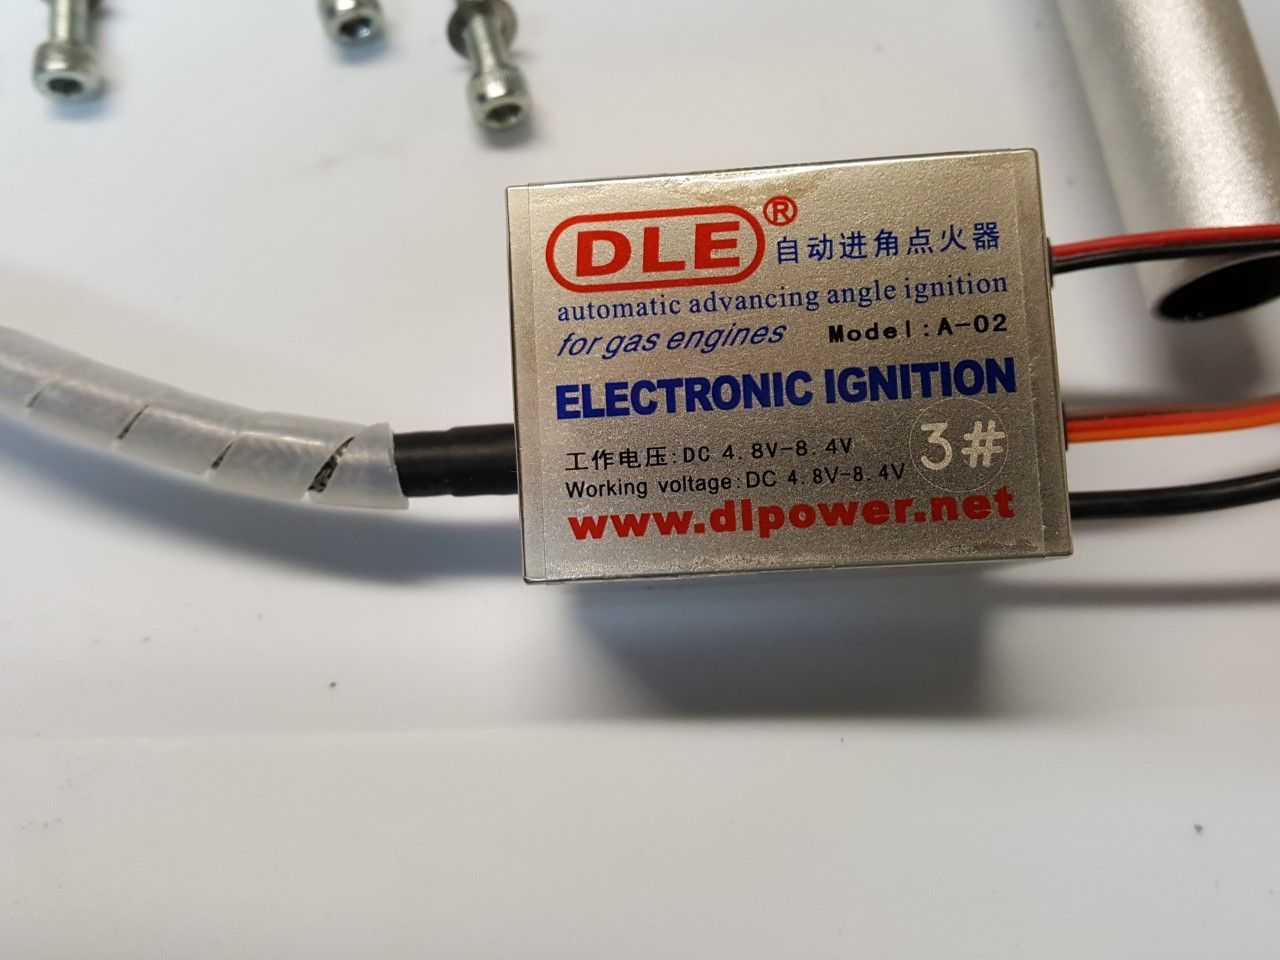 DLE® 自动进角点火器
automatic advancing angle ignition
for gas engines Model:A-02
ELECTRONIC IGNITION
工作电压:DC 4.8V-8.4V
Working voltage:DC 4.8V-8.4V
3#
www.dlpower.net